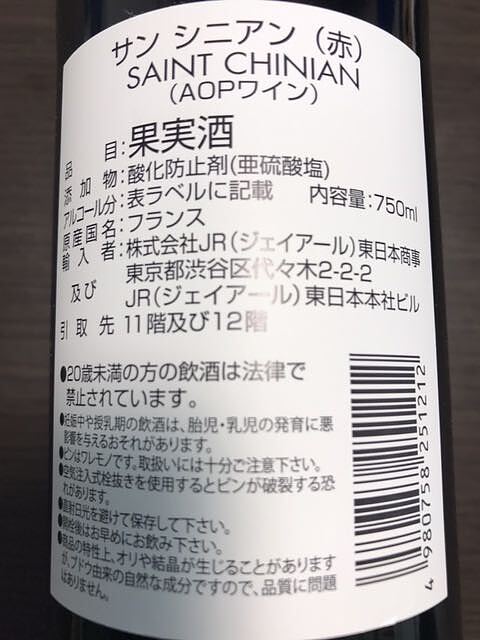 サン シニアン（赤）
SAINT CHINIAN
（AOPワイン）
品目：果実酒
添加物：酸化防止剤（亜硫酸塩）
アルコール分：表ラベルに記載 内容量：750ml
原産国名：フランス
輸入者：株式会社JR（ジェイアール）東日本商事
東京都渋谷区代々木2-2-2
及び JR（ジェイアール）東日本本社ビル
引取先 11階及び12階
●20歳未満の方の飲酒は法律で
禁止されています。
●妊娠中や授乳期の飲酒は、胎児・乳児の発育に悪
影響を与えるおそれがあります。
●ビンはワレモノです。取扱いには十分ご注意下さい。
●空気注入式栓抜きを使用するとビンが破裂する恐
れがあります。
●直射日光を避けて保存して下さい。
●開栓後はお早めにお飲み下さい。
●商品の特性上、オリや結晶が生じることがあります
が、ブドウ由来の自然な成分ですので、品質に問題
はありません。
4 980758 251212